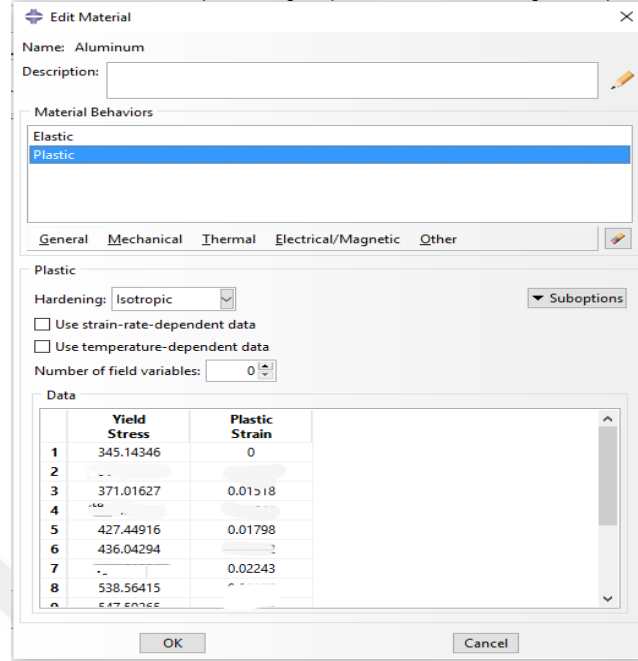 Edit Material
Name: Aluminum
Description:
Material Behaviors
Elastic
Plastic
General Mechanical Thermal Electrical/Magnetic Other
Plastic
Hardening: Isotropic Suboptions
Use strain-rate-dependent data
Use temperature-dependent data
Number of field variables: 0
Data
Yield Stress Plastic Strain
1 345.14346 0
2
3 371.01627 0.01518
4
5 427.44916 0.01798
6 436.04294
7 0.02243
8 538.56415
OK Cancel